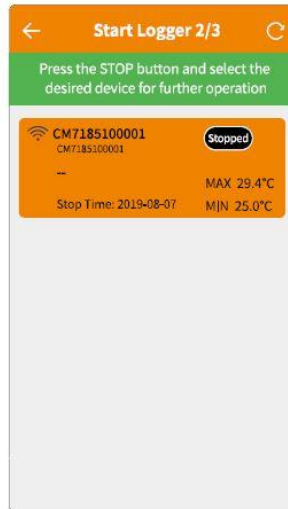 Start Logger 2/3
Press the STOP button and select the
desired device for further operation
CM7185100001
Stopped
CM7185100001
--
MAX 29.4°C
Stop Time: 2019-08-07
MIN 25.0°C